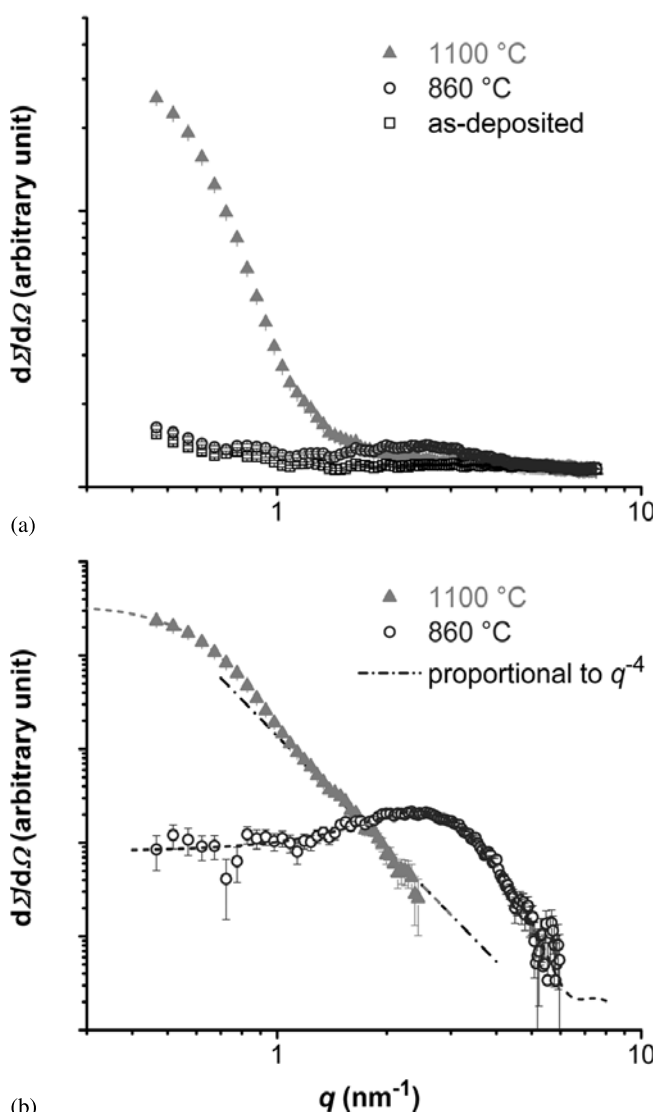 1100 °C
860 °C
as-deposited
dΣ/dΩ (arbitrary unit)
1
10
(a)
1100 °C
860 °C
proportional to q⁻⁴
dΣ/dΩ (arbitrary unit)
1
10
q (nm⁻¹)
(b)